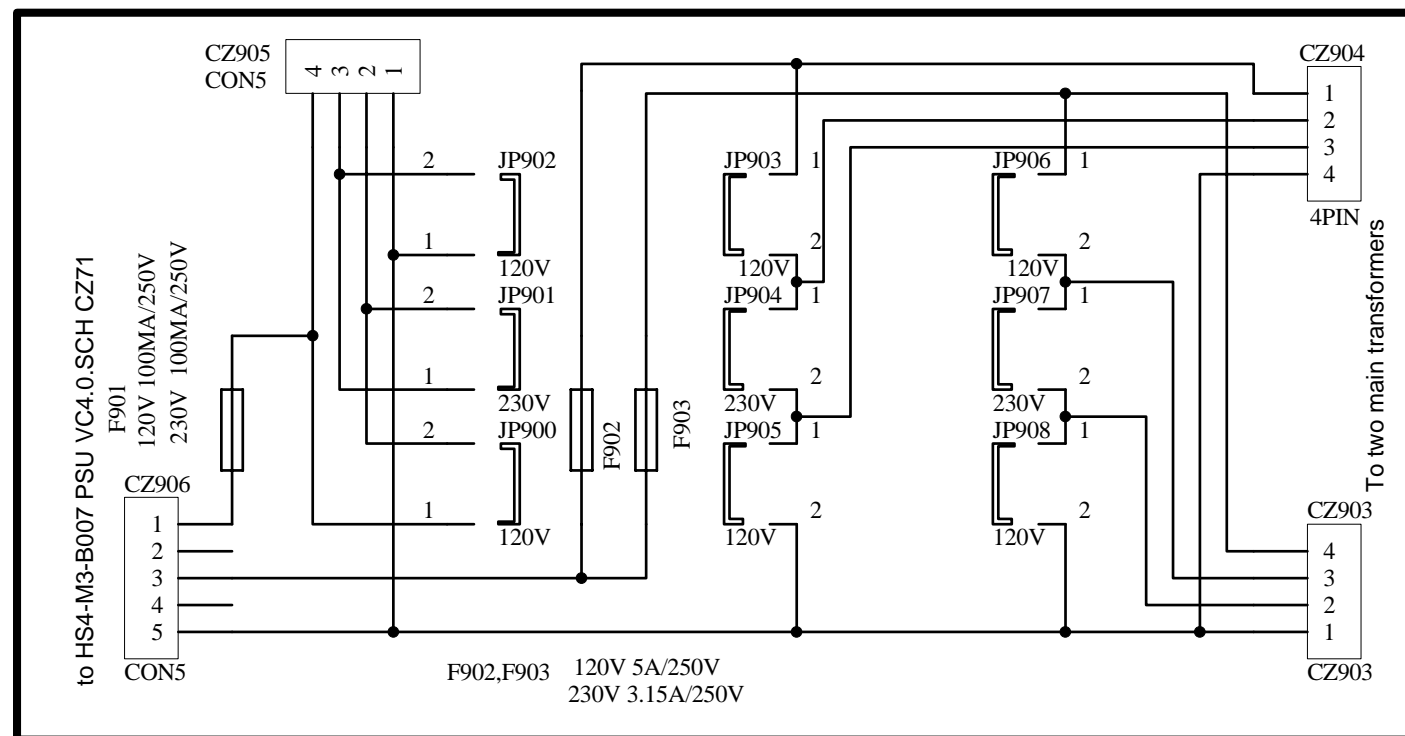 CZ905
CON5
4 3 2 1
CZ904
1
2
3
4
4PIN
To two main transformers
2 JP902
1
120V
2 JP901
1
230V
2 JP900
1
120V
JP903 1
2
120V
JP904 1
2
230V
JP905 1
2
120V
JP906 1
2
120V
JP907 1
2
230V
JP908 1
2
120V
F902
F903
to HS4-M3-B007 PSU VC4.0.SCH CZ71
F901
120V 100MA/250V
230V 100MA/250V
CZ906
1
2
3
4
5
CON5
CZ903
4
3
2
1
CZ903
F902,F903 120V 5A/250V
230V 3.15A/250V